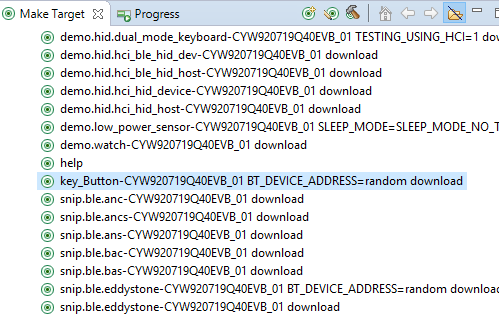 Make Target Progress
demo.hid.dual_mode_keyboard-CYW920719Q40EVB_01 TESTING_USING_HCI=1 dow
demo.hid.hci_ble_hid_dev-CYW920719Q40EVB_01 download
demo.hid.hci_ble_hid_host-CYW920719Q40EVB_01 download
demo.hid.hci_hid_device-CYW920719Q40EVB_01 download
demo.hid.hci_hid_host-CYW920719Q40EVB_01 download
demo.low_power_sensor-CYW920719Q40EVB_01 SLEEP_MODE=SLEEP_MODE_NO_T
demo.watch-CYW920719Q40EVB_01 download
help
key_Button-CYW920719Q40EVB_01 BT_DEVICE_ADDRESS=random download
snip.ble.anc-CYW920719Q40EVB_01 download
snip.ble.ancs-CYW920719Q40EVB_01 download
snip.ble.ans-CYW920719Q40EVB_01 download
snip.ble.bac-CYW920719Q40EVB_01 download
snip.ble.bas-CYW920719Q40EVB_01 download
snip.ble.eddystone-CYW920719Q40EVB_01 BT_DEVICE_ADDRESS=random downloa
snip.ble.eddystone-CYW920719Q40EVB_01 download